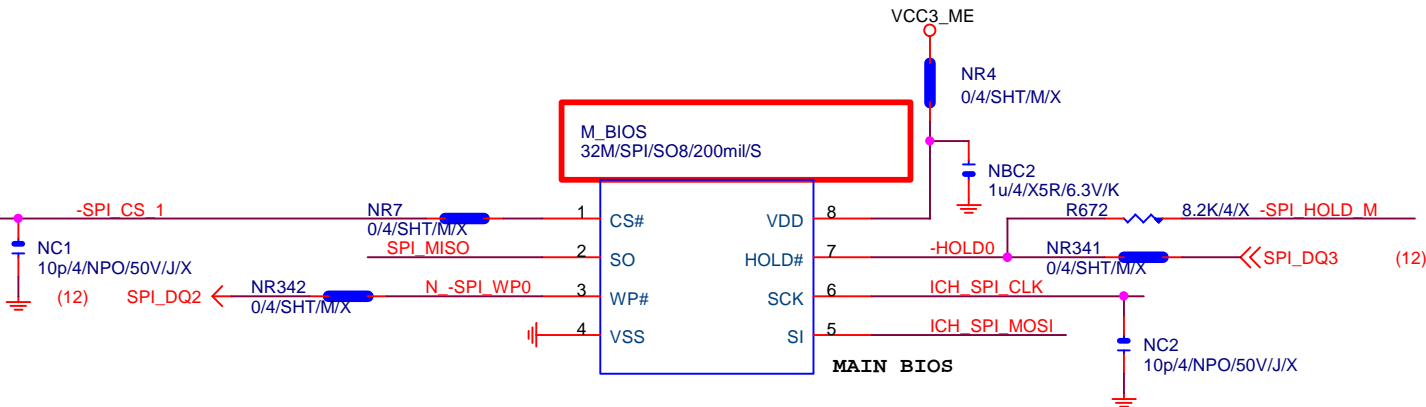 VCC3_ME
NR4
0/4/SHT/M/X
M_BIOS
32M/SPI/SO8/200mil/S
NBC2
1u/4/X5R/6.3V/K
-SPI_CS_1
NR7
0/4/SHT/M/X
1
CS#
VDD
8
R672
8.2K/4/X
-SPI_HOLD_M
NC1
10p/4/NPO/50V/J/X
SPI_MISO
2
SO
HOLD#
7
-HOLD0
NR341
0/4/SHT/M/X
SPI_DQ3
(12)
(12)
SPI_DQ2
NR342
0/4/SHT/M/X
N_-SPI_WP0
3
WP#
SCK
6
ICH_SPI_CLK
4
VSS
SI
5
ICH_SPI_MOSI
NC2
10p/4/NPO/50V/J/X
MAIN BIOS